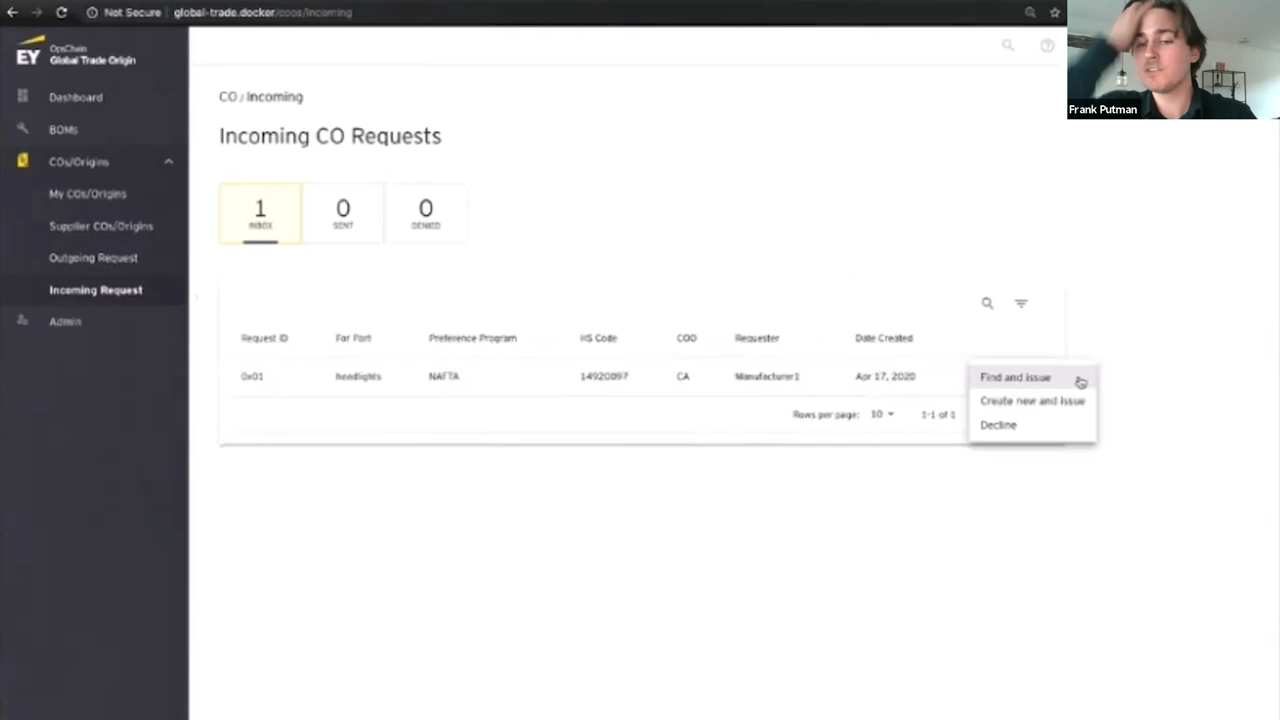 Not Secure global-trade.docker/coos/incoming
EY OpsChain
Global Trade Origin
Dashboard
BOMs
COs/Origins
My COs/Origins
Supplier COs/Origins
Outgoing Request
Incoming Request
Admin
CO / Incoming
Incoming CO Requests
1 0 0
INBOX SENT DENIED
Request ID For Part Preference Program HS Code COO Requester Date Created
0x01 headlights NAFTA 14920897 CA Manufacturer1 Apr 17, 2020
Rows per page: 10 1-1 of 1
Find and issue
Create new and issue
Decline
Frank Putman